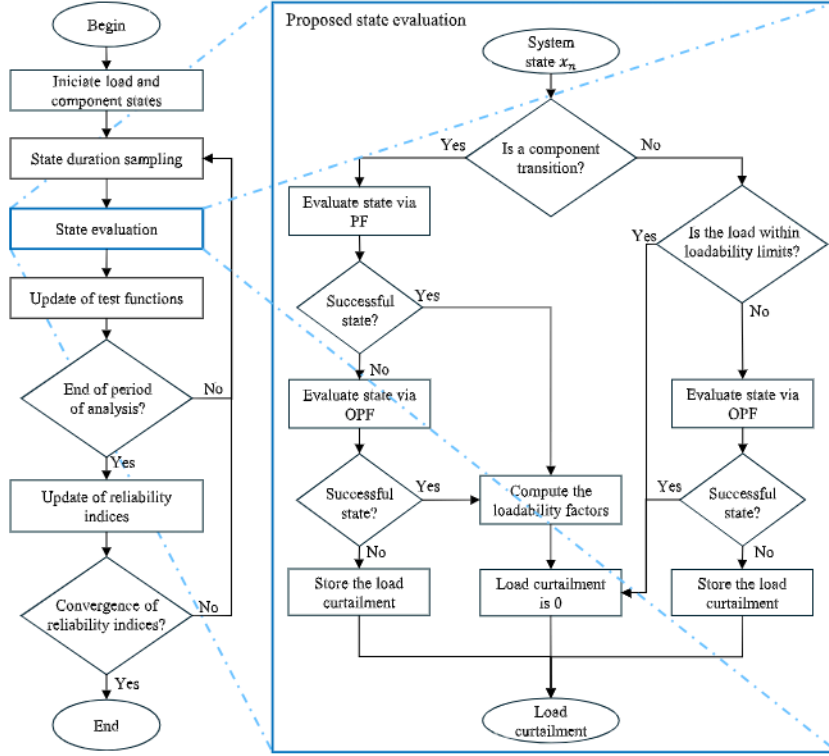 Begin
Iniciate load and
component states
State duration sampling
State evaluation
Update of test functions
End of period
of analysis?
No
Yes
Update of reliability
indices
Convergence of
reliability indices?
No
Yes
End
Proposed state evaluation
System
state xₙ
Is a component
transition?
Yes
No
Evaluate state via
PF
Successful
state?
Yes
No
Evaluate state via
OPF
Successful
state?
Yes
No
Store the load
curtailment
Compute the
loadability factors
Load curtailment
is 0
Is the load within
loadability limits?
Yes
No
Evaluate state via
OPF
Successful
state?
Yes
No
Store the load
curtailment
Load
curtailment